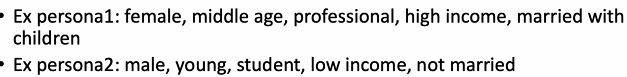 • Ex persona1: female, middle age, professional, high income, married with
children
• Ex persona2: male, young, student, low income, not married